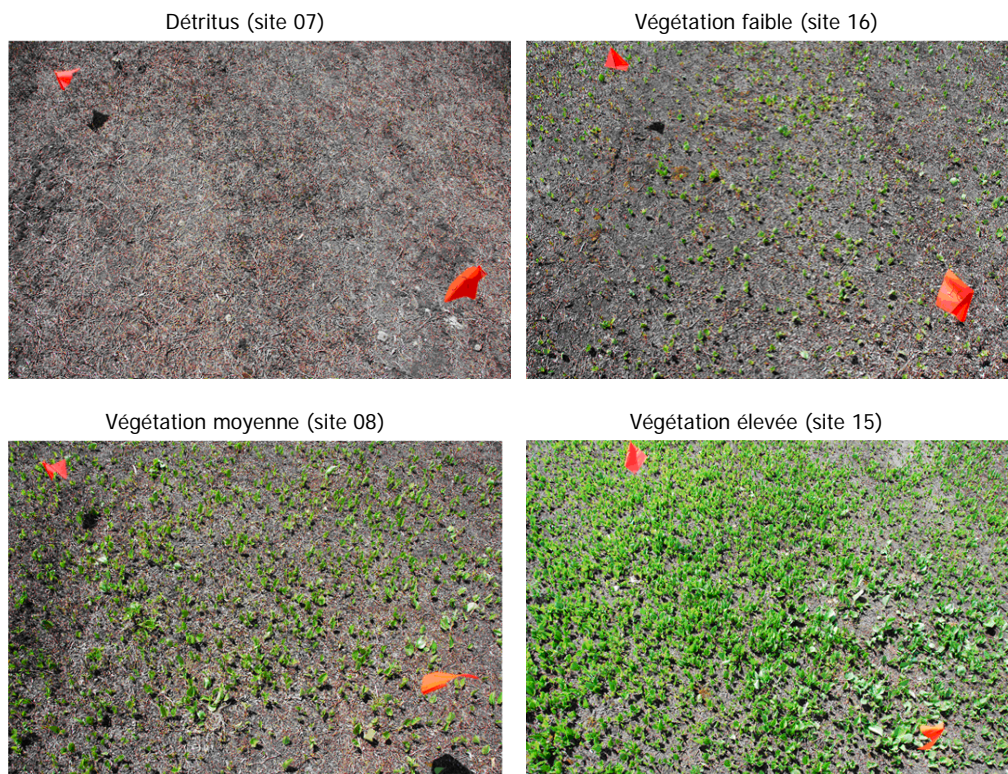 Détritus (site 07)
Végétation faible (site 16)
Végétation moyenne (site 08)
Végétation élevée (site 15)